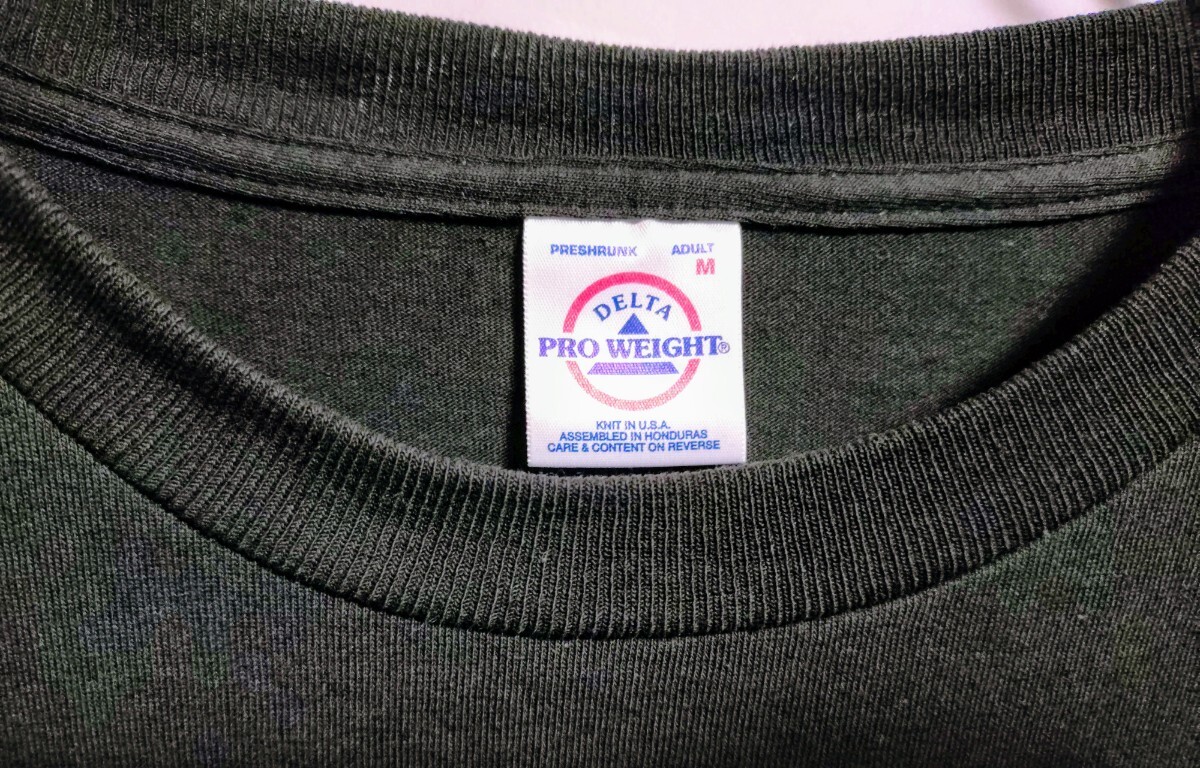 PRESHRUNK ADULT
M
DELTA
PRO WEIGHT®
KNIT IN U.S.A.
ASSEMBLED IN HONDURAS
CARE & CONTENT ON REVERSE